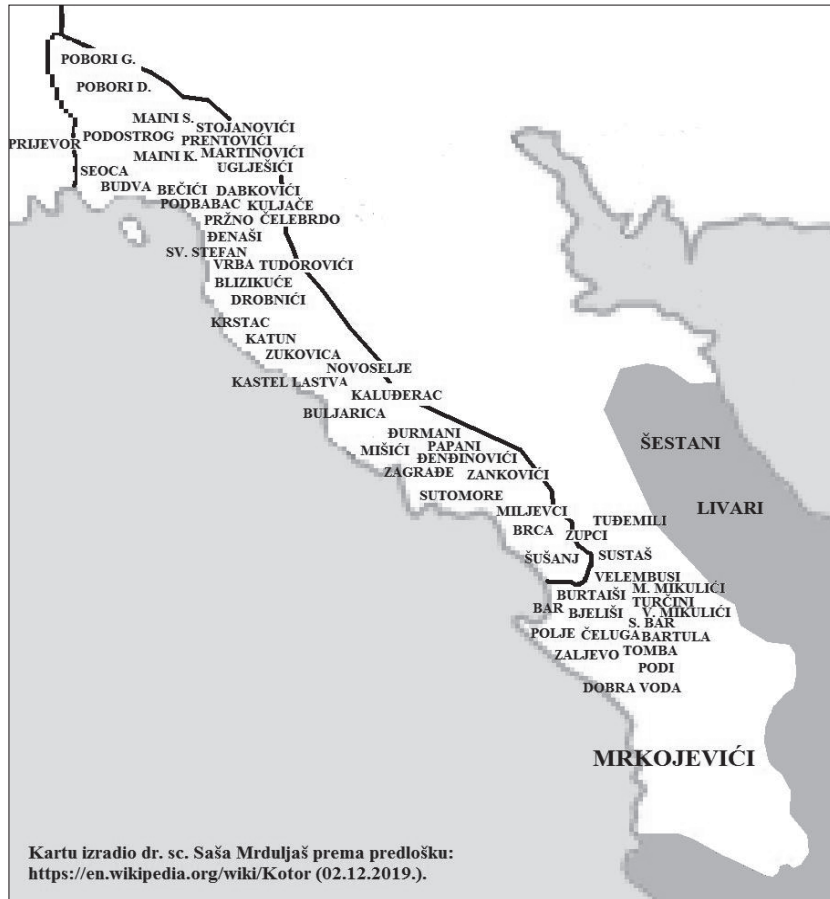 POBORI G.
POBORI D.
MAINI S.
STOJANOVIĆI
PRIJEVOR
PODOSTROG
PRENTOVIĆI
MAINI K.
MARTINOVIĆI
UGLJEŠIĆI
SEOCA
BUDVA
BEČIĆI
DABKOVIĆI
PODBABAC
KULJAČE
PRŽNO
ČELEBRDO
ĐENAŠI
SV. STEFAN
VRBA
TUDOROVIĆI
BLIZIKUĆE
DROBNIĆI
KRSTAC
KATUN
ZUKOVICA
NOVOSELJE
KASTEL LASTVA
KALUĐERAC
BULJARICA
ĐURMANI
MIŠIĆI
PAPANI
ĐENĐINOVIĆI
ZAGRAĐE
ZANKOVIĆI
SUTOMORE
MILJEVCI
BRCA
ZUPCI
TUĐEMILI
ŠUŠANJ
SUSTAŠ
ŠESTANI
LIVARI
VELEMBUSI
BURTAIŠI
M. MIKULIĆI
TURČINI
BAR
BJELIŠI
V. MIKULIĆI
S. BAR
POLJE
ČELUGA
BARTULA
ZALJEVO
TOMBA
PODI
DOBRA VODA
MRKOJEVIĆI
Kartu izradio dr. sc. Saša Mrduljaš prema predlošku:
https://en.wikipedia.org/wiki/Kotor (02.12.2019.).